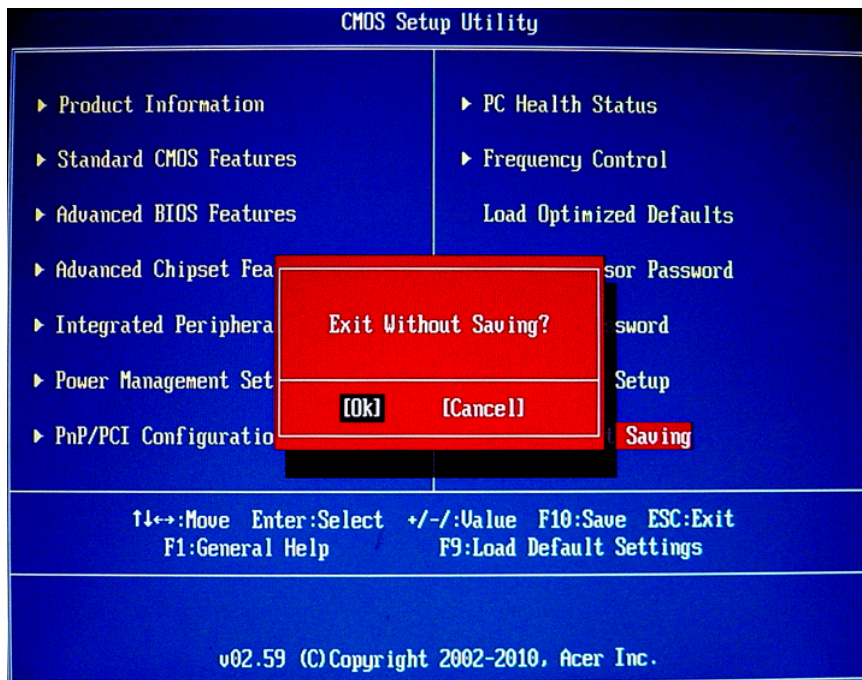 CMOS Setup Utility
Product Information
Standard CMOS Features
Advanced BIOS Features
Advanced Chipset Fea
Integrated Periphera
Power Management Set
PnP/PCI Configuratio
PC Health Status
Frequency Control
Load Optimized Defaults
sor Password
sword
Setup
t Saving
Exit Without Saving?
[Ok] [Cancel]
↑↓←→:Move Enter:Select +/-/:Value F10:Save ESC:Exit
F1:General Help F9:Load Default Settings
v02.59 (C)Copyright 2002-2010, Acer Inc.